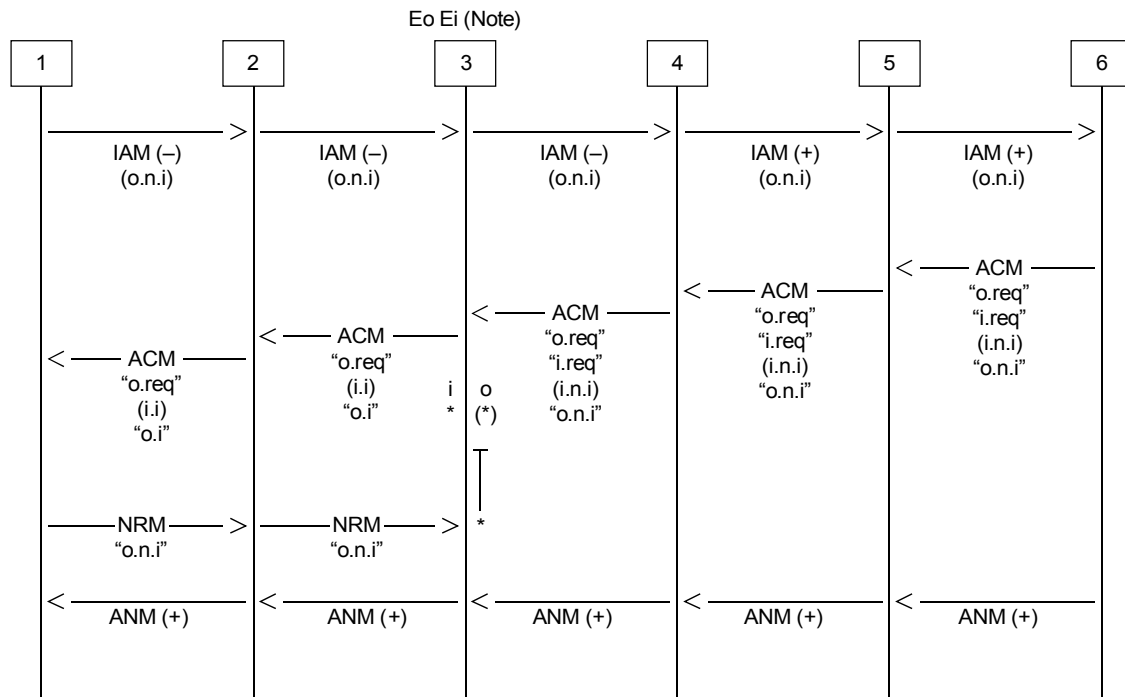 Eo Ei (Note)
1 2 3 4 5 6
IAM (–) IAM (–) IAM (–) IAM (+) IAM (+)
(o.n.i) (o.n.i) (o.n.i) (o.n.i) (o.n.i)
ACM
“o.req”
“i.req”
(i.n.i)
“o.n.i”
ACM
“o.req”
“i.req”
(i.n.i)
“o.n.i”
ACM
“o.req”
“i.req”
(i.n.i)
“o.n.i”
ACM
“o.req”
(i.i)
“o.i”
ACM
“o.req”
(i.i)
“o.i”
i o
* (*)
NRM NRM *
“o.n.i” “o.n.i”
ANM (+) ANM (+) ANM (+) ANM (+) ANM (+)